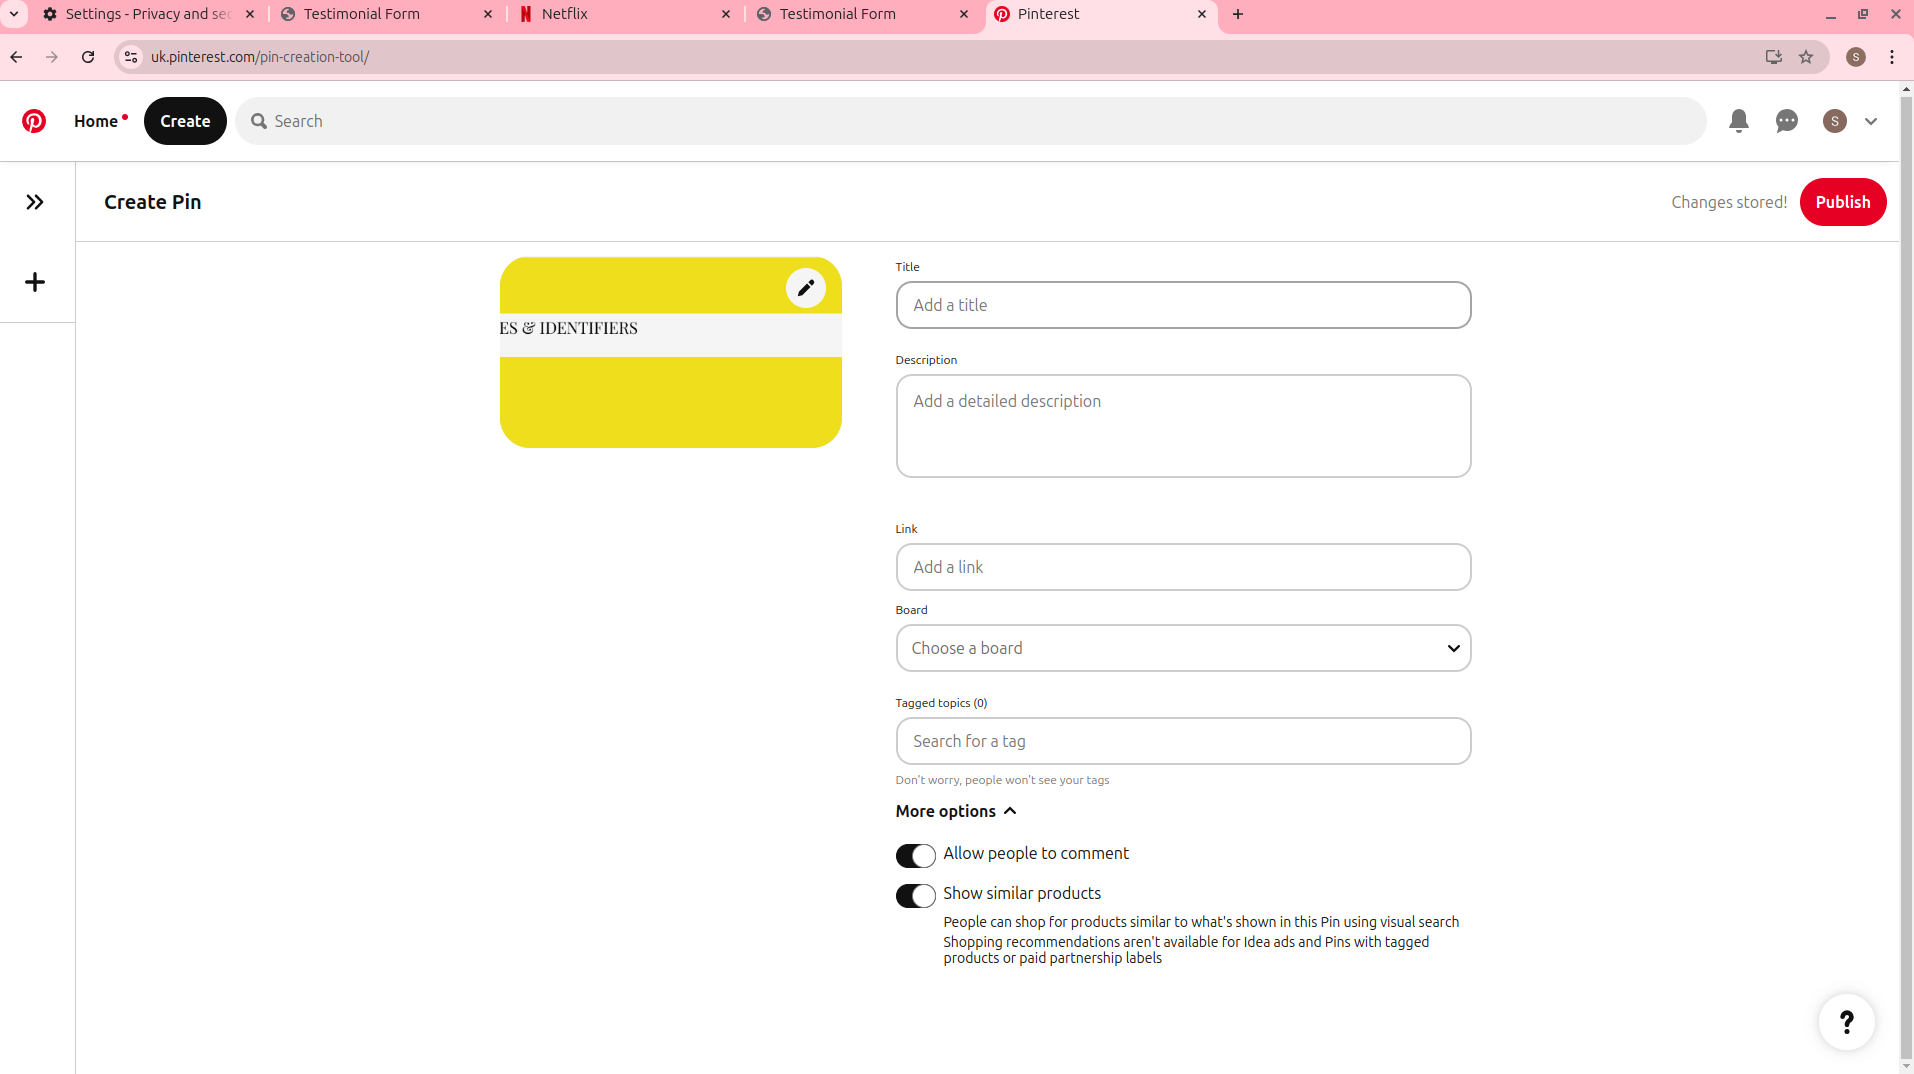 Settings - Privacy and sec
Testimonial Form
Netflix
Testimonial Form
Pinterest
uk.pinterest.com/pin-creation-tool/
S
Home
Create
Search
S
Create Pin
Changes stored!
Publish
ES & IDENTIFIERS
Title
Add a title
Description
Add a detailed description
Link
Add a link
Board
Choose a board
Tagged topics (0)
Search for a tag
Don't worry, people won't see your tags
More options
Allow people to comment
Show similar products
People can shop for products similar to what's shown in this Pin using visual search
Shopping recommendations aren't available for Idea ads and Pins with tagged
products or paid partnership labels
?